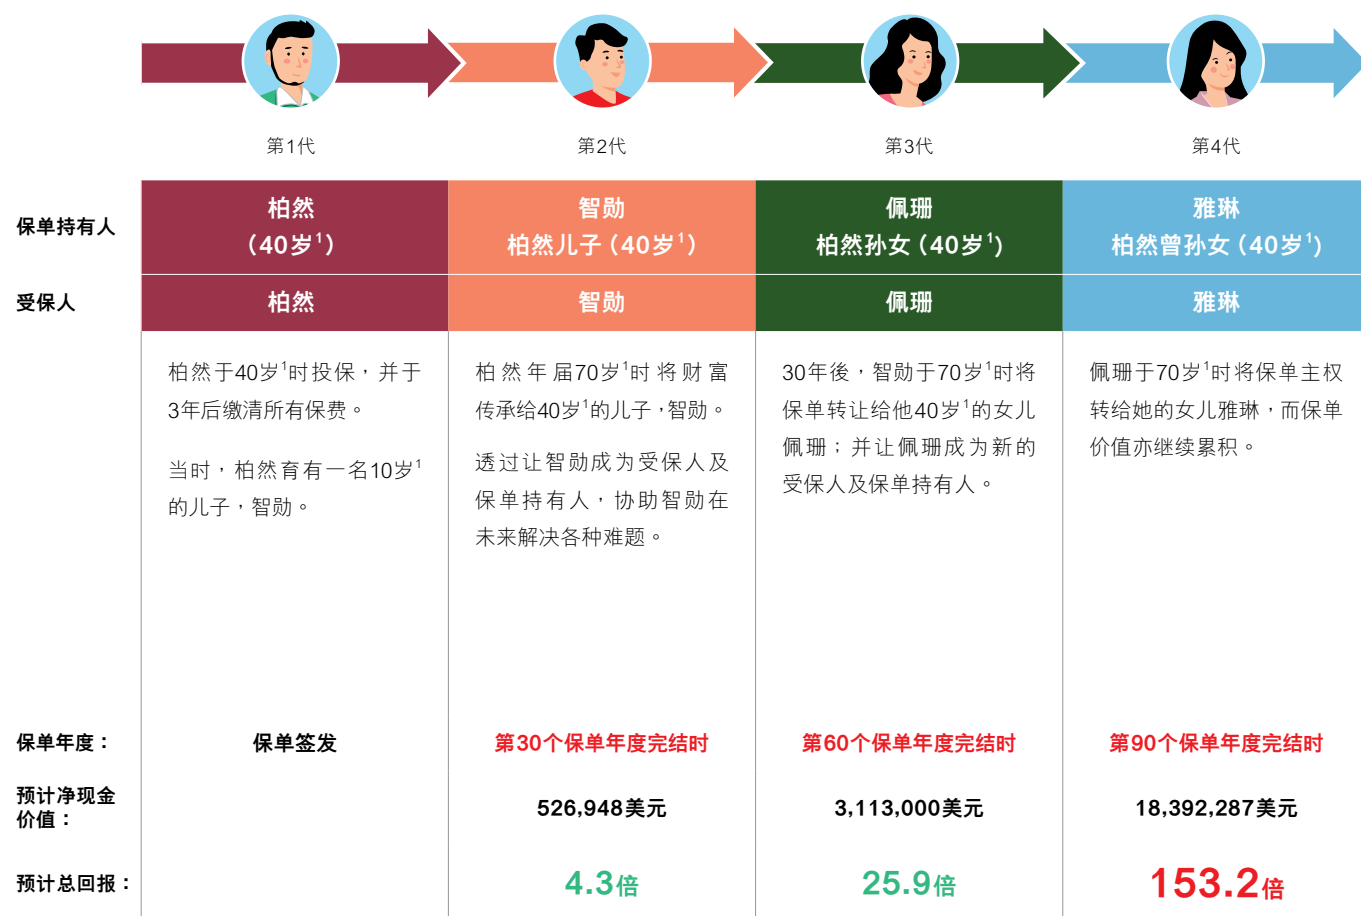 第1代
第2代
第3代
第4代
保单持有人
柏然
（40岁1）
智勋
柏然儿子（40岁1）
佩珊
柏然孙女（40岁1）
雅琳
柏然曾孙女（40岁1）
受保人
柏然
智勋
佩珊
雅琳
柏然于40岁1时投保，并于
3年后缴清所有保费。
当时，柏然育有一名10岁1
的儿子，智勋。
柏然年届70岁1时将财富
传承给40岁1的儿子，智勋。
透过让智勋成为受保人及
保单持有人，协助智勋在
未来解决各种难题。
30年後，智勋于70岁1时将
保单转让给他40岁1的女儿
佩珊；并让佩珊成为新的
受保人及保单持有人。
佩珊于70岁1时将保单主权
转给她的女儿雅琳，而保单
价值亦继续累积。
保单年度：
保单签发
第30个保单年度完结时
第60个保单年度完结时
第90个保单年度完结时
预计净现金
价值：
526,948美元
3,113,000美元
18,392,287美元
预计总回报：
4.3倍
25.9倍
153.2倍